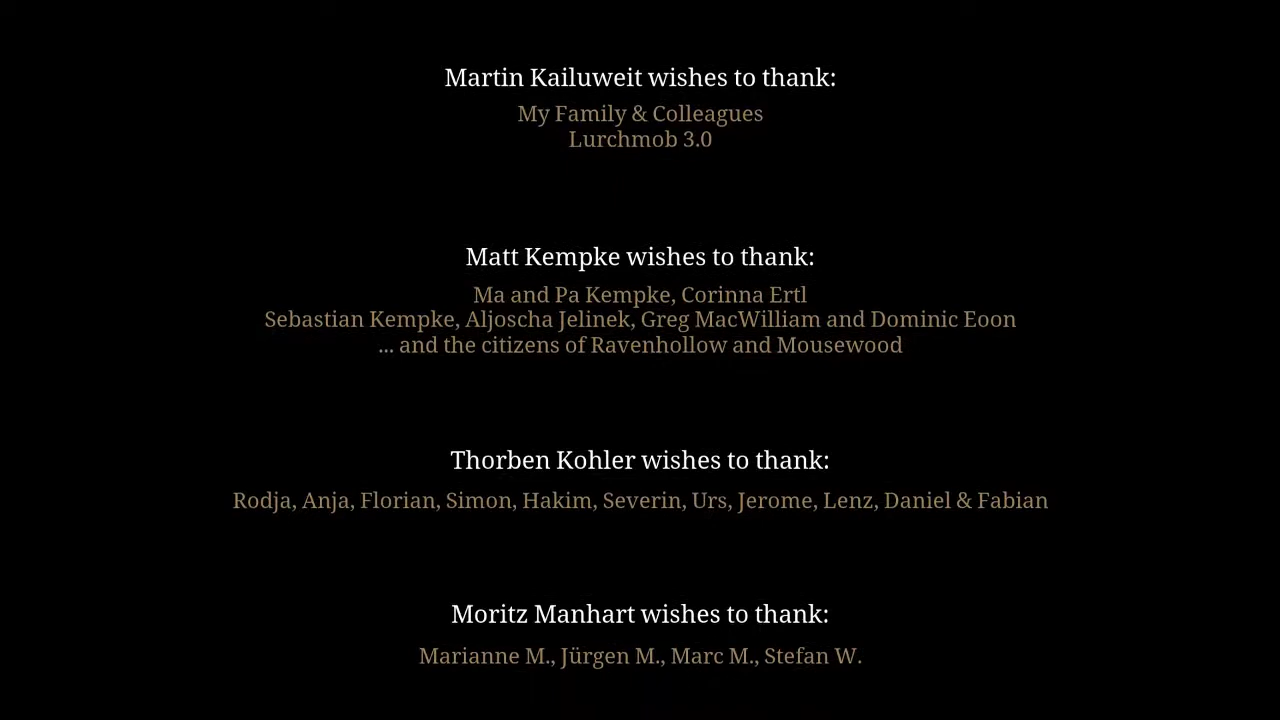 Martin Kailuweit wishes to thank:
My Family & Colleagues
Lurchmob 3.0
Matt Kempke wishes to thank:
Ma and Pa Kempke, Corinna Ertl
Sebastian Kempke, Aljoscha Jelinek, Greg MacWilliam and Dominic Eoon
... and the citizens of Ravenhollow and Mousewood
Thorben Kohler wishes to thank:
Rodja, Anja, Florian, Simon, Hakim, Severin, Urs, Jerome, Lenz, Daniel & Fabian
Moritz Manhart wishes to thank:
Marianne M., Jürgen M., Marc M., Stefan W.